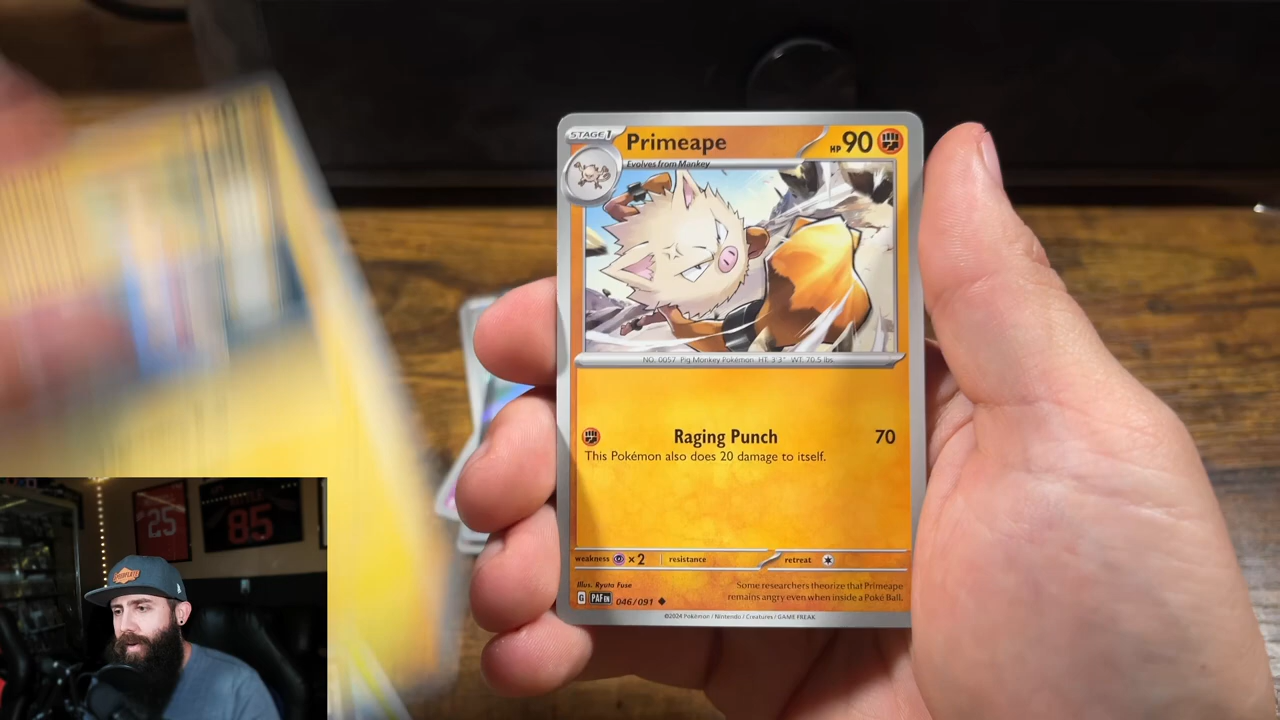 STAGE 1
Primeape
HP 90
Evolves from Mankey
NO. 0057 Pig Monkey Pokémon HT: 3'3" WT: 70.5 lbs.
Raging Punch 70
This Pokémon also does 20 damage to itself.
weakness x2 resistance retreat
Illus. Ryuta Fuse
Some researchers theorize that Primeape
remains angry even when inside a Poké Ball.
G PAF EN 046/091
©2024 Pokémon / Nintendo / Creatures / GAME FREAK
25
85